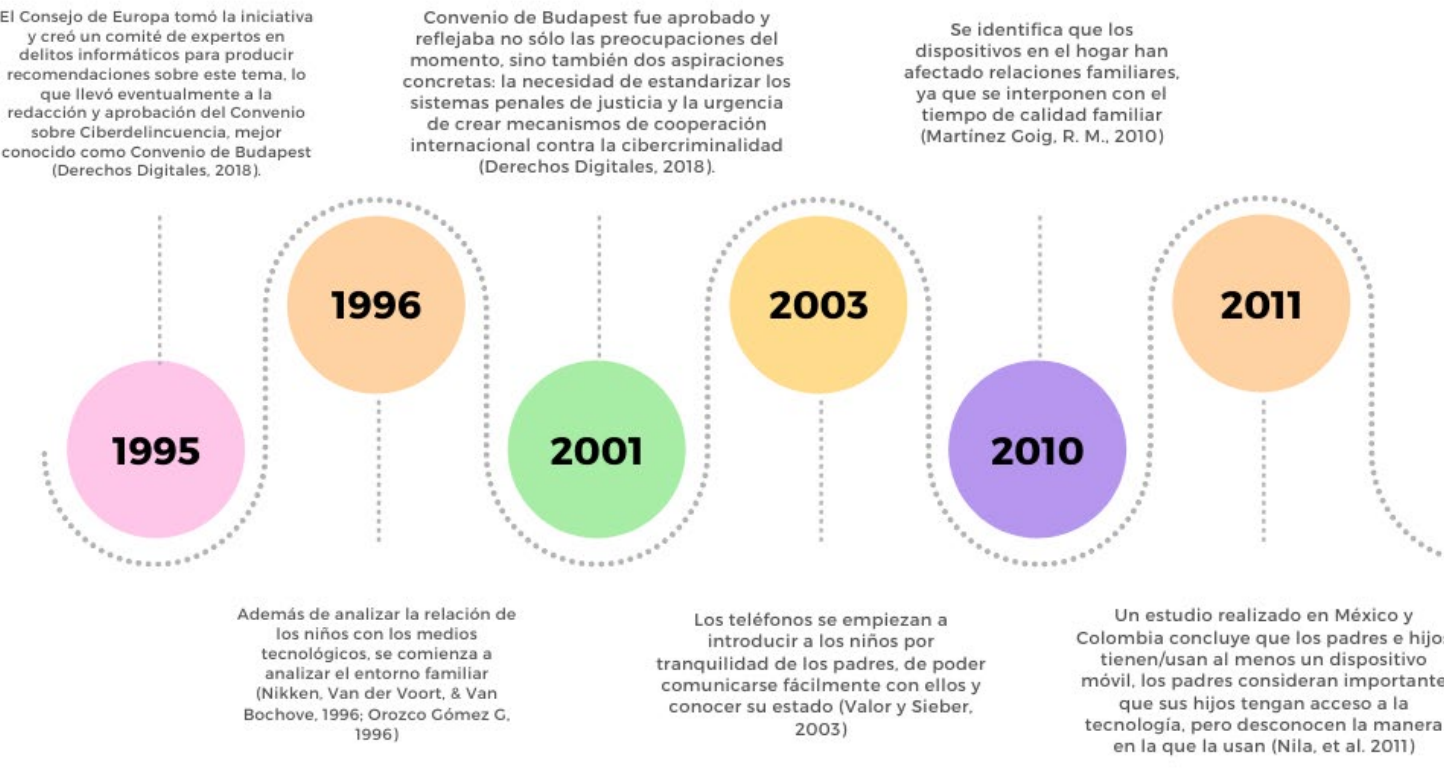 El Consejo de Europa tomó la iniciativa
y creó un comité de expertos en
delitos informáticos para producir
recomendaciones sobre este tema, lo
que llevó eventualmente a la
redacción y aprobación del Convenio
sobre Ciberdelincuencia, mejor
conocido como Convenio de Budapest
(Derechos Digitales, 2018).
1995
1996
Además de analizar la relación de
los niños con los medios
tecnológicos, se comienza a
analizar el entorno familiar
(Nikken, Van der Voort, & Van
Bochove, 1996; Orozco Gómez G,
1996)
Convenio de Budapest fue aprobado y
reflejaba no sólo las preocupaciones del
momento, sino también dos aspiraciones
concretas: la necesidad de estandarizar los
sistemas penales de justicia y la urgencia
de crear mecanismos de cooperación
internacional contra la cibercriminalidad
(Derechos Digitales, 2018).
2001
2003
Los teléfonos se empiezan a
introducir a los niños por
tranquilidad de los padres, de poder
comunicarse fácilmente con ellos y
conocer su estado (Valor y Sieber,
2003)
Se identifica que los
dispositivos en el hogar han
afectado relaciones familiares,
ya que se interponen con el
tiempo de calidad familiar
(Martínez Goig, R. M., 2010)
2010
2011
Un estudio realizado en México y
Colombia concluye que los padres e hijos
tienen/usan al menos un dispositivo
móvil, los padres consideran importante
que sus hijos tengan acceso a la
tecnología, pero desconocen la manera
en la que la usan (Nila, et al. 2011)